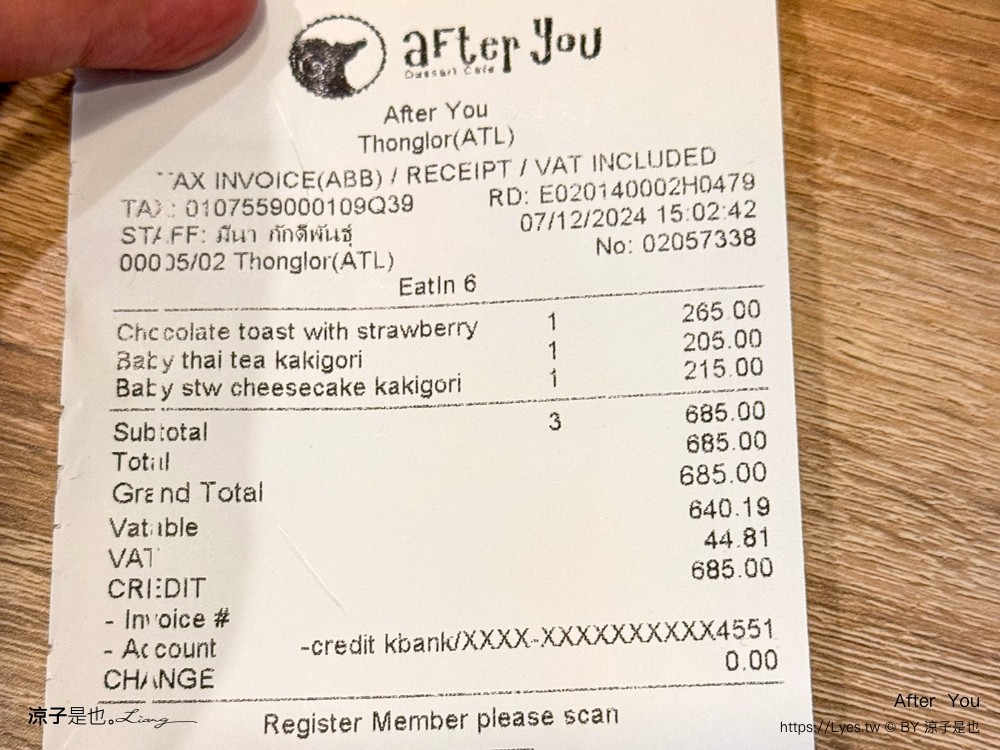 after you
Dessert Cafe
After You
Thonglor(ATL)
TAX INVOICE(ABB) / RECEIPT / VAT INCLUDED
TAX: 0107559000109Q39 RD: E020140002H0479
07/12/2024 15:02:42
STAFF: มีนา ภักดีพันธุ์ No: 02057338
00005/02 Thonglor(ATL)
EatIn 6
Chocolate toast with strawberry 1 265.00
Baby thai tea kakigori 1 205.00
Baby stw cheesecake kakigori 1 215.00
Subtotal 3 685.00
Total 685.00
Grand Total 685.00
Vatable 640.19
VAT 44.81
CREDIT 685.00
- Invoice #
- Account -credit kbank/XXXX-XXXXXXXXXX4551
CHANGE 0.00
Register Member please scan
涼子是也。Liang
After You
https://Lyes.tw © BY 涼子是也